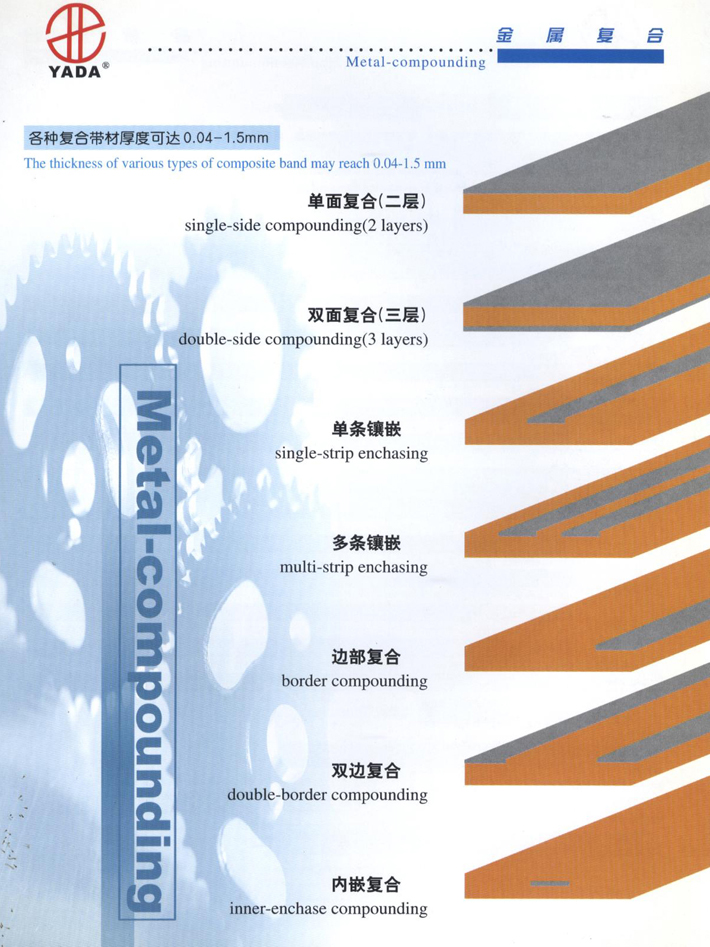 YADA®
金属复合
Metal-compounding
各种复合带材厚度可达0.04-1.5mm
The thickness of various types of composite band may reach 0.04-1.5 mm
单面复合(二层)
single-side compounding(2 layers)
双面复合(三层)
double-side compounding(3 layers)
单条镶嵌
single-strip enchasing
多条镶嵌
multi-strip enchasing
边部复合
border compounding
双边复合
double-border compounding
内嵌复合
inner-enchase compounding
Metal-compounding